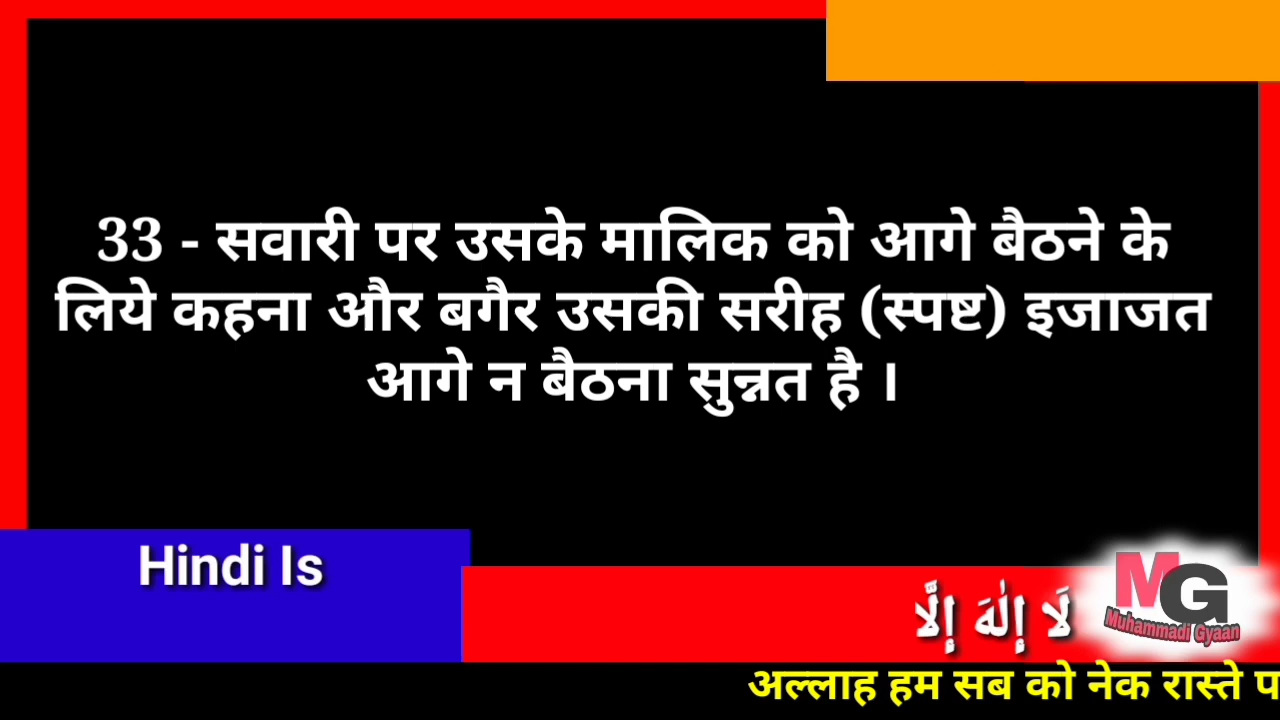 33 - सवारी पर उसके मालिक को आगे बैठने के
लिये कहना और बगैर उसकी सरीह (स्पष्ट) इजाजत
आगे न बैठना सुन्नत है ।
Hindi Is
لَا إِلٰهَ إِلَّا
MG
Muhammadi Gyaan
अल्लाह हम सब को नेक रास्ते प